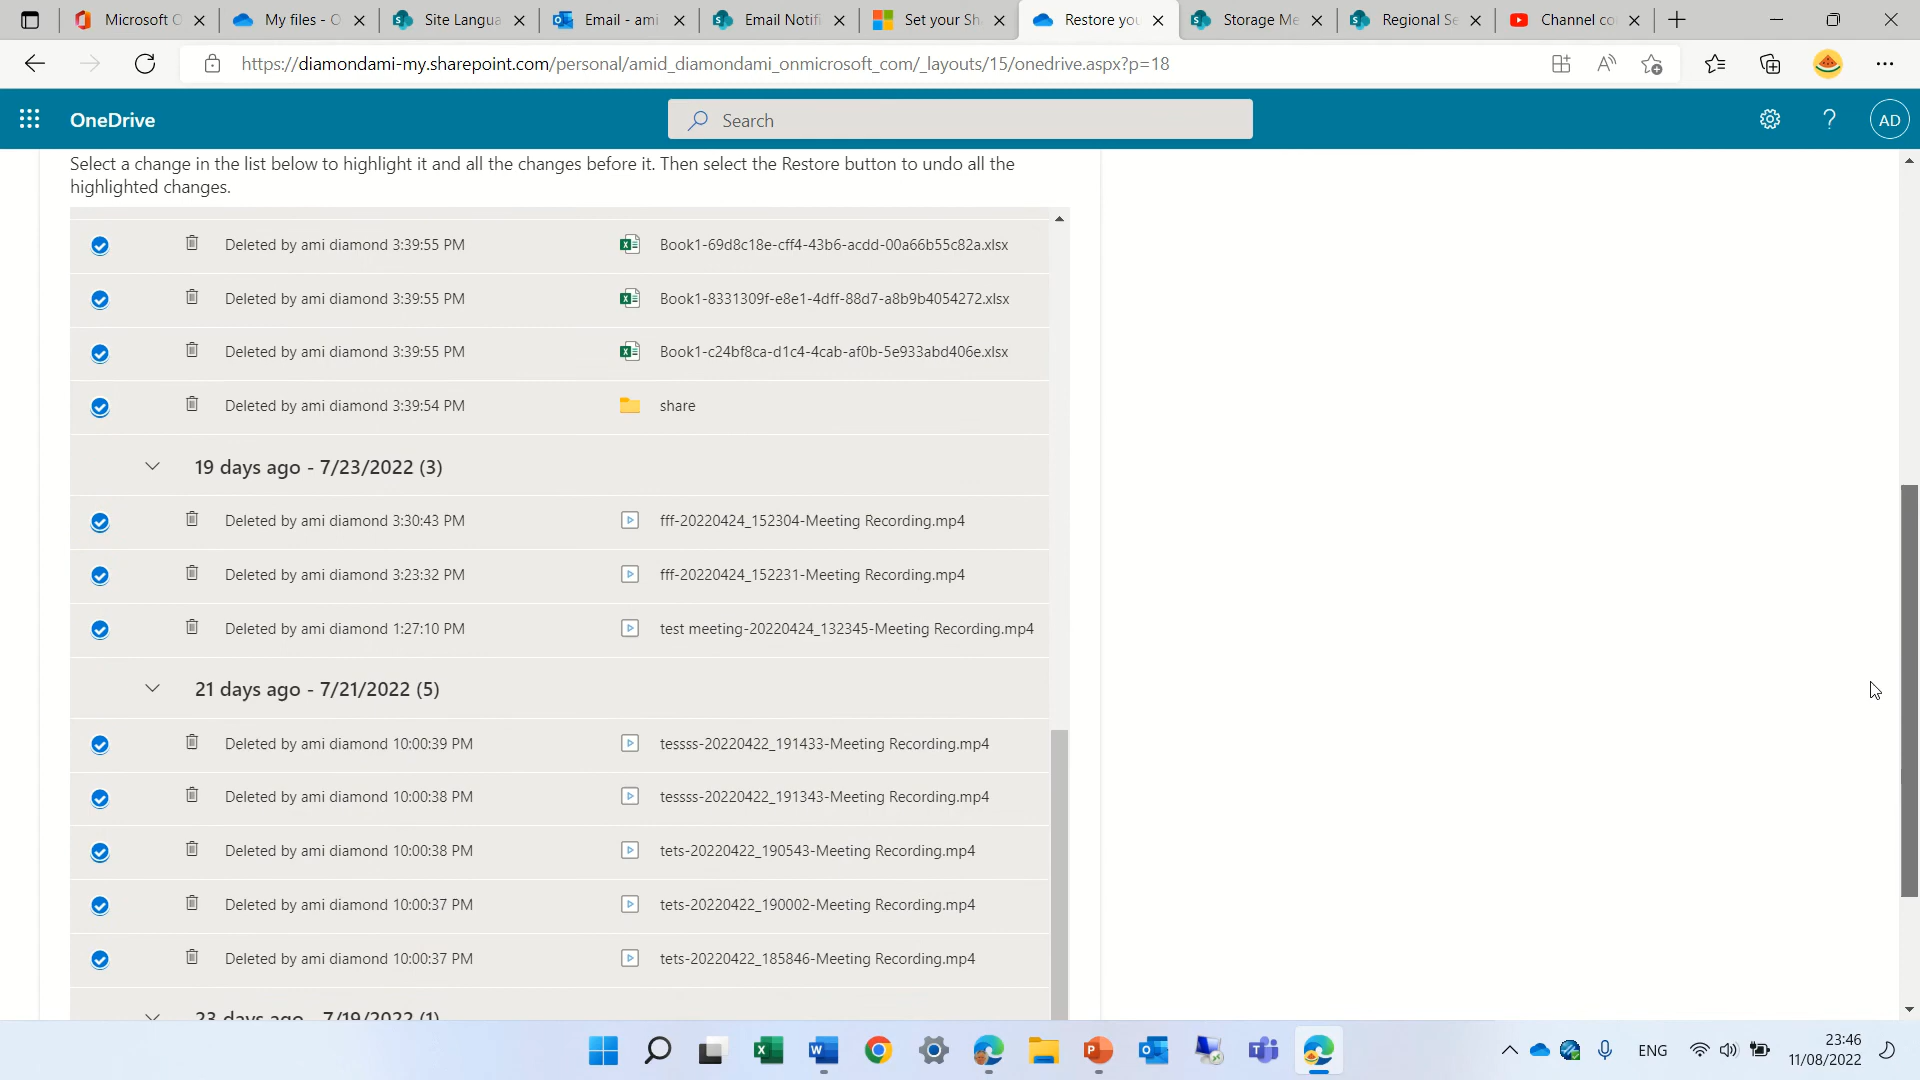 Microsoft O
My files - O
Site Langua
Email - ami
Email Notifi
Set your Sh
Restore you
Storage Me
Regional Se
Channel co
https://diamondami-my.sharepoint.com/personal/amid_diamondami_onmicrosoft_com/_layouts/15/onedrive.aspx?p=18
OneDrive
Search
AD
Select a change in the list below to highlight it and all the changes before it. Then select the Restore button to undo all the
highlighted changes.
Deleted by ami diamond 3:39:55 PM Book1-69d8c18e-cff4-43b6-acdd-00a66b55c82a.xlsx
Deleted by ami diamond 3:39:55 PM Book1-8331309f-e8e1-4dff-88d7-a8b9b4054272.xlsx
Deleted by ami diamond 3:39:55 PM Book1-c24bf8ca-d1c4-4cab-af0b-5e933abd406e.xlsx
Deleted by ami diamond 3:39:54 PM share
19 days ago - 7/23/2022 (3)
Deleted by ami diamond 3:30:43 PM fff-20220424_152304-Meeting Recording.mp4
Deleted by ami diamond 3:23:32 PM fff-20220424_152231-Meeting Recording.mp4
Deleted by ami diamond 1:27:10 PM test meeting-20220424_132345-Meeting Recording.mp4
21 days ago - 7/21/2022 (5)
Deleted by ami diamond 10:00:39 PM tessss-20220422_191433-Meeting Recording.mp4
Deleted by ami diamond 10:00:38 PM tessss-20220422_191343-Meeting Recording.mp4
Deleted by ami diamond 10:00:38 PM tets-20220422_190543-Meeting Recording.mp4
Deleted by ami diamond 10:00:37 PM tets-20220422_190002-Meeting Recording.mp4
Deleted by ami diamond 10:00:37 PM tets-20220422_185846-Meeting Recording.mp4
23 days ago - 7/19/2022 (1)
ENG
23:46
11/08/2022